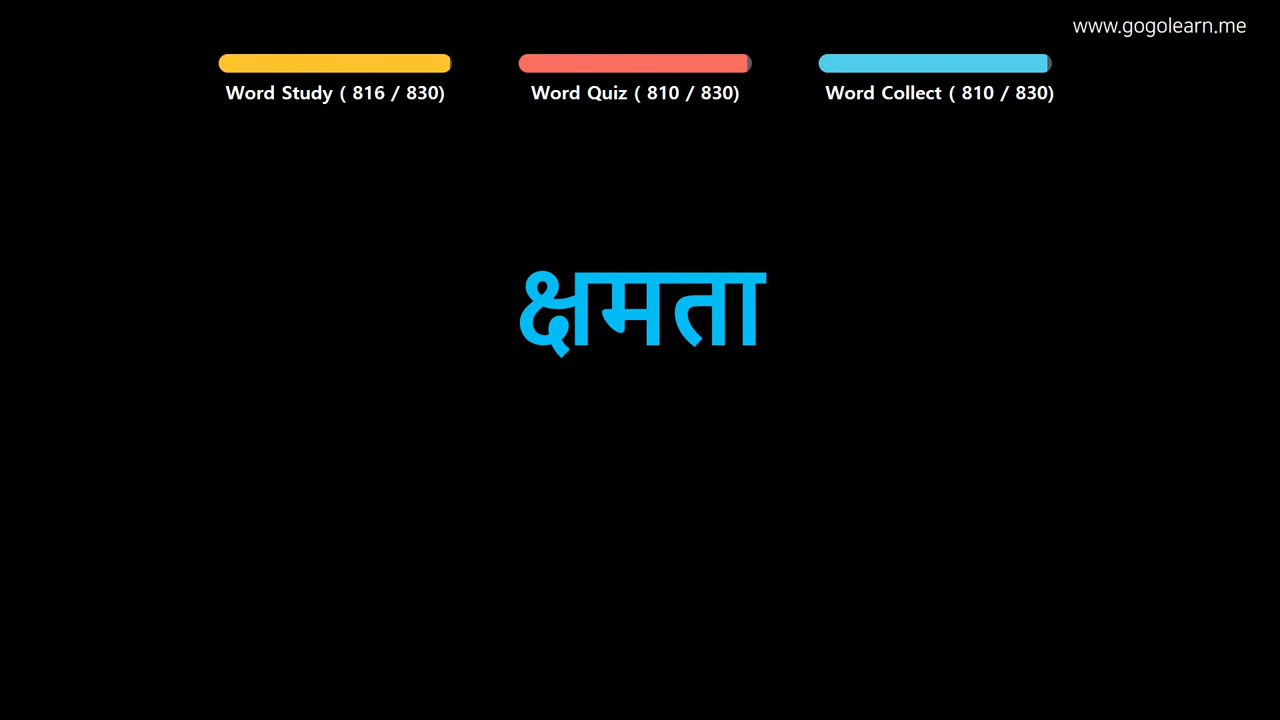 www.gogolearn.me
Word Study ( 816 / 830)
Word Quiz ( 810 / 830)
Word Collect ( 810 / 830)
क्षमता